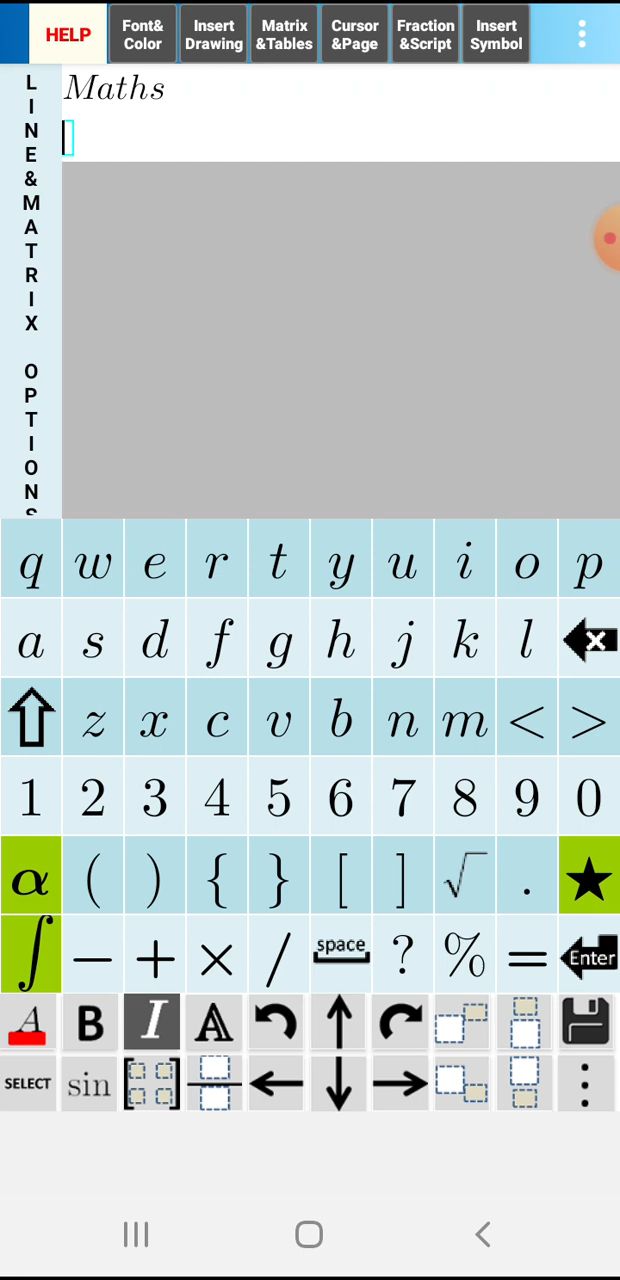 HELP
Font& Color
Insert Drawing
Matrix &Tables
Cursor &Page
Fraction &Script
Insert Symbol
LINE&MATRIX OPTIONS
Maths
q w e r t y u i o p
a s d f g h j k l
z x c v b n m < >
1 2 3 4 5 6 7 8 9 0
α ( ) { } [ ] √ . ★
∫ − + × / space ? % = Enter
A B I A
SELECT sin